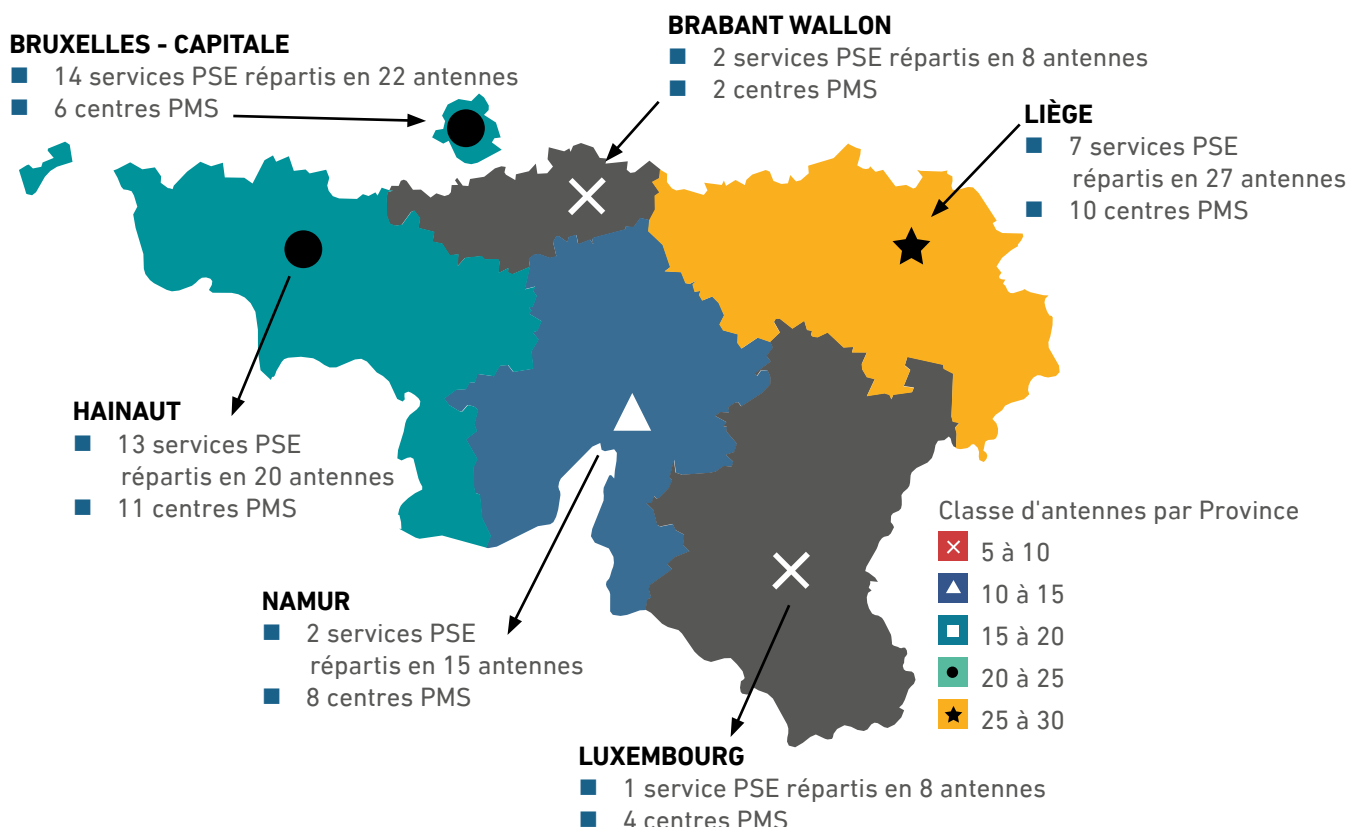 BRUXELLES - CAPITALE
14 services PSE répartis en 22 antennes
6 centres PMS
BRABANT WALLON
2 services PSE répartis en 8 antennes
2 centres PMS
LIÈGE
7 services PSE
répartis en 27 antennes
10 centres PMS
HAINAUT
13 services PSE
répartis en 20 antennes
11 centres PMS
NAMUR
2 services PSE
répartis en 15 antennes
8 centres PMS
LUXEMBOURG
1 service PSE répartis en 8 antennes
4 centres PMS
Classe d'antennes par Province
5 à 10
10 à 15
15 à 20
20 à 25
25 à 30